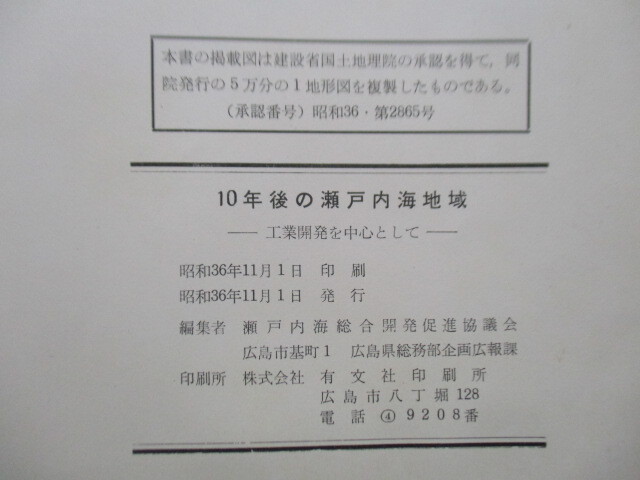 本書の掲載図は建設省国土地理院の承認を得て，同
院発行の5万分の1地形図を複製したものである。
（承認番号）昭和36・第2865号
10年後の瀬戸内海地域
―― 工業開発を中心として ――
昭和36年11月1日 印刷
昭和36年11月1日 発行
編集者 瀬戸内海総合開発促進協議会
広島市基町1 広島県総務部企画広報課
印刷所 株式会社 有文社印刷所
広島市八丁堀128
電話 ④ 9208番